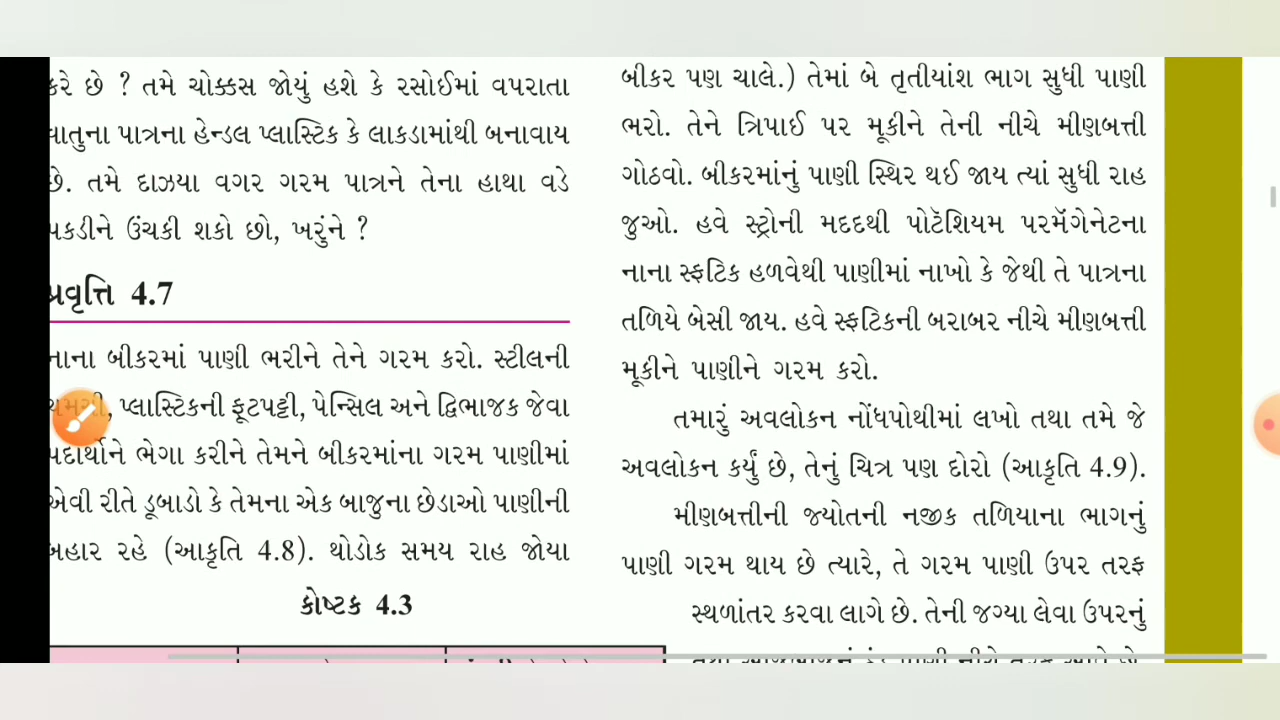 કરે છે ? તમે ચોક્કસ જોયું હશે કે રસોઈમાં વપરાતા
પાત્રના હેન્ડલ પ્લાસ્ટિક કે લાકડામાંથી બનાવાય
છે. તમે દાઝયા વગર ગરમ પાત્રને તેના હાથા વડે
પકડીને ઉંચકી શકો છો, ખરુંને ?
પ્રવૃત્તિ 4.7
નાના બીકરમાં પાણી ભરીને તેને ગરમ કરો. સ્ટીલની
પ્લાસ્ટિકની ફૂટપટ્ટી, પેન્સિલ અને દ્વિભાજક જેવા
પદાર્થોને ભેગા કરીને તેમને બીકરમાંના ગરમ પાણીમાં
એવી રીતે ડૂબાડો કે તેમના એક બાજુના છેડાઓ પાણીની
બહાર રહે (આકૃતિ 4.8). થોડોક સમય રાહ જોયા
કોષ્ટક 4.3
બીકર પણ ચાલે.) તેમાં બે તૃતીયાંશ ભાગ સુધી પાણી
ભરો. તેને ત્રિપાઈ પર મૂકીને તેની નીચે મીણબત્તી
ગોઠવો. બીકરમાંનું પાણી સ્થિર થઈ જાય ત્યાં સુધી રાહ
જુઓ. હવે સ્ટ્રોની મદદથી પોટૅશિયમ પરમૅંગેનેટના
નાના સ્ફટિક હળવેથી પાણીમાં નાખો કે જેથી તે પાત્રના
તળિયે બેસી જાય. હવે સ્ફટિકની બરાબર નીચે મીણબત્તી
મૂકીને પાણીને ગરમ કરો.
તમારું અવલોકન નોંધપોથીમાં લખો તથા તમે જે
અવલોકન કર્યું છે, તેનું ચિત્ર પણ દોરો (આકૃતિ 4.9).
મીણબત્તીની જ્યોતની નજીક તળિયાના ભાગનું
પાણી ગરમ થાય છે ત્યારે, તે ગરમ પાણી ઉપર તરફ
સ્થળાંતર કરવા લાગે છે. તેની જગ્યા લેવા ઉપરનું